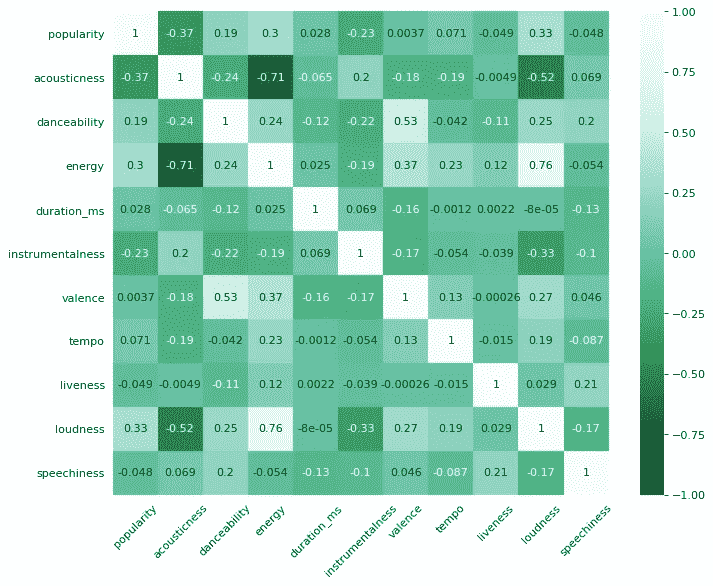 popularity 1 -0.37 0.19 0.3 0.028 -0.23 0.0037 0.071 -0.049 0.33 -0.048
acousticness -0.37 1 -0.24 -0.71 -0.065 0.2 -0.18 -0.19 -0.0049 -0.52 0.069
danceability 0.19 -0.24 1 0.24 -0.12 -0.22 0.53 -0.042 -0.11 0.25 0.2
energy 0.3 -0.71 0.24 1 0.025 -0.19 0.37 0.23 0.12 0.76 -0.054
duration_ms 0.028 -0.065 -0.12 0.025 1 0.069 -0.16 -0.0012 0.0022 -8e-05 -0.13
instrumentalness -0.23 0.2 -0.22 -0.19 0.069 1 -0.17 -0.054 -0.039 -0.33 -0.1
valence 0.0037 -0.18 0.53 0.37 -0.16 -0.17 1 0.13 -0.00026 0.27 0.046
tempo 0.071 -0.19 -0.042 0.23 -0.0012 -0.054 0.13 1 -0.015 0.19 -0.087
liveness -0.049 -0.0049 -0.11 0.12 0.0022 -0.039 -0.00026 -0.015 1 0.029 0.21
loudness 0.33 -0.52 0.25 0.76 -8e-05 -0.33 0.27 0.19 0.029 1 -0.17
speechiness -0.048 0.069 0.2 -0.054 -0.13 -0.1 0.046 -0.087 0.21 -0.17 1
popularity acousticness danceability energy duration_ms instrumentalness valence tempo liveness loudness speechiness
1.00
0.75
0.50
0.25
0.00
−0.25
−0.50
−0.75
−1.00